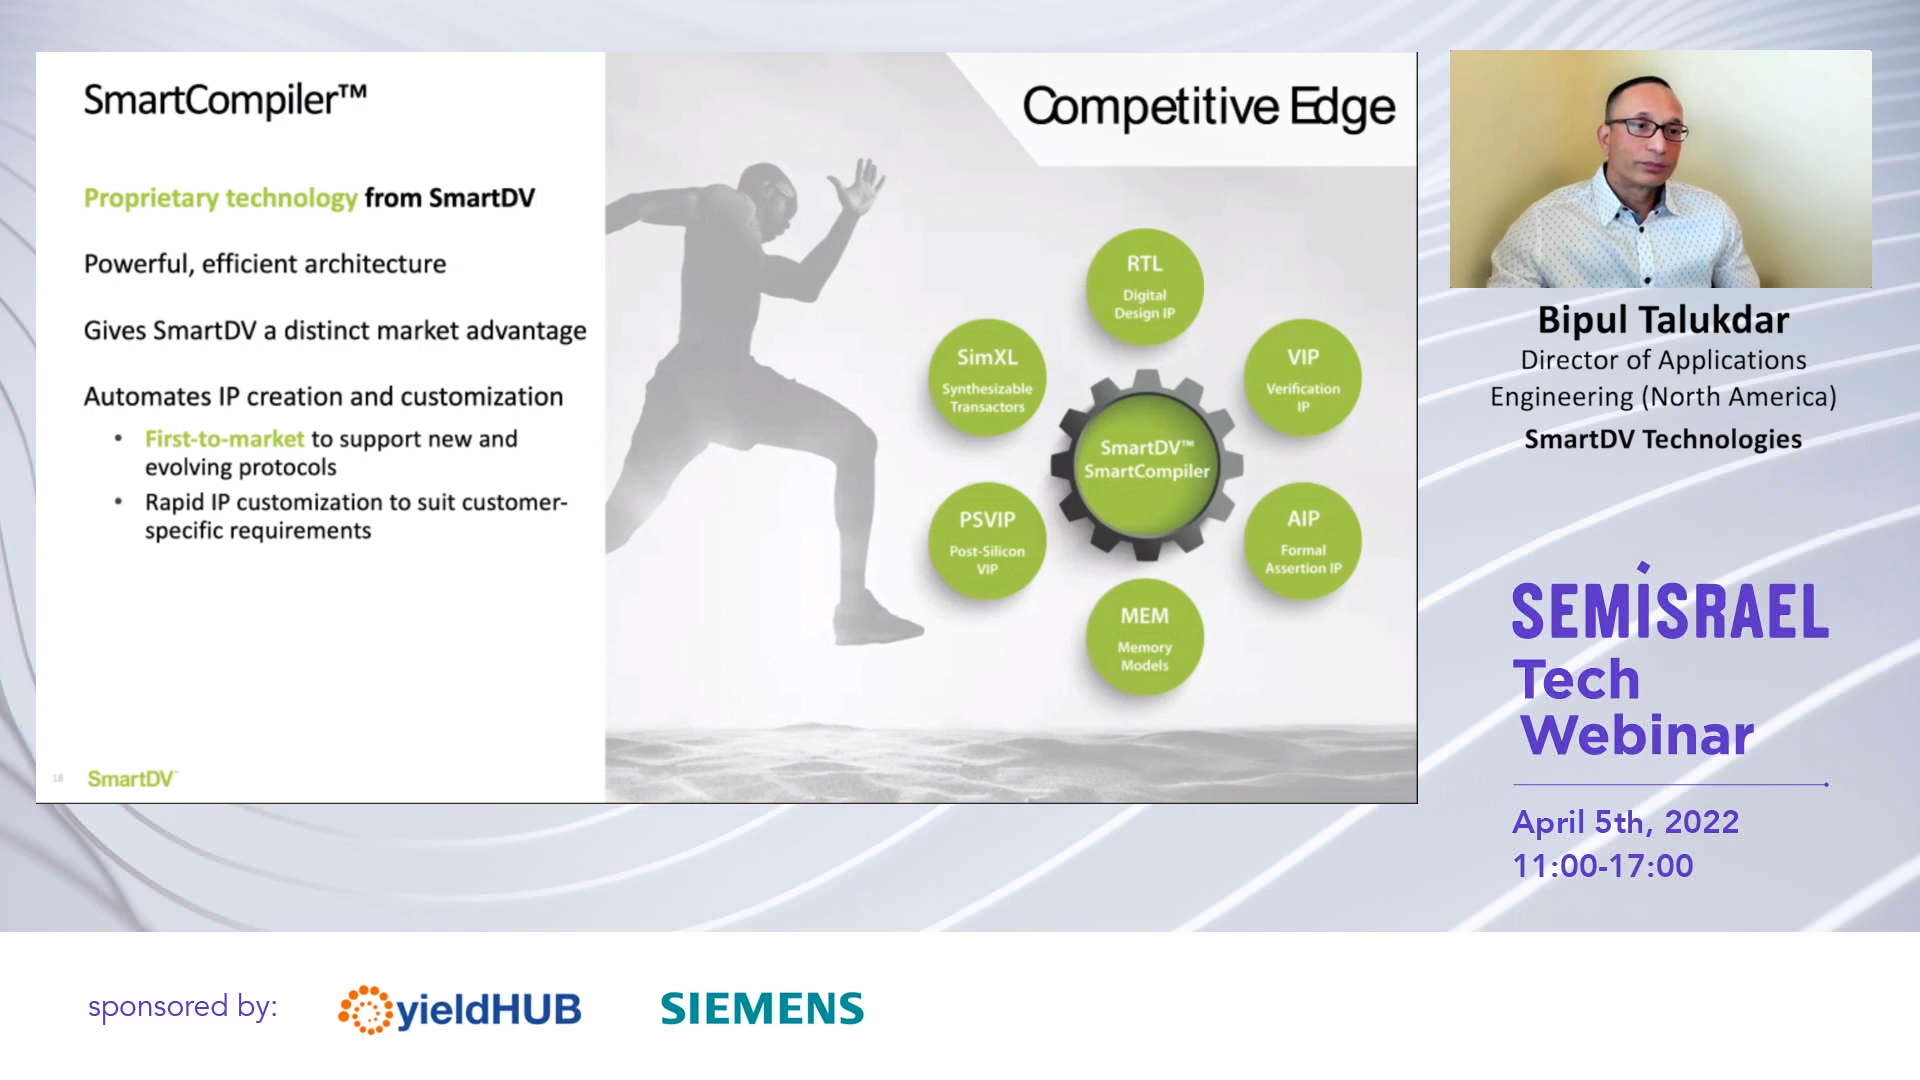 SmartCompiler™
Proprietary technology from SmartDV
Powerful, efficient architecture
Gives SmartDV a distinct market advantage
Automates IP creation and customization
• First-to-market to support new and
evolving protocols
• Rapid IP customization to suit customer-
specific requirements
18
SmartDV™
Competitive Edge
RTL
Digital
Design IP
SimXL
Synthesizable
Transactors
VIP
Verification
IP
SmartDV™
SmartCompiler
PSVIP
Post-Silicon
VIP
AIP
Formal
Assertion IP
MEM
Memory
Models
Bipul Talukdar
Director of Applications
Engineering (North America)
SmartDV Technologies
SEMISRAEL
Tech
Webinar
April 5th, 2022
11:00-17:00
sponsored by:
yieldHUB
SIEMENS